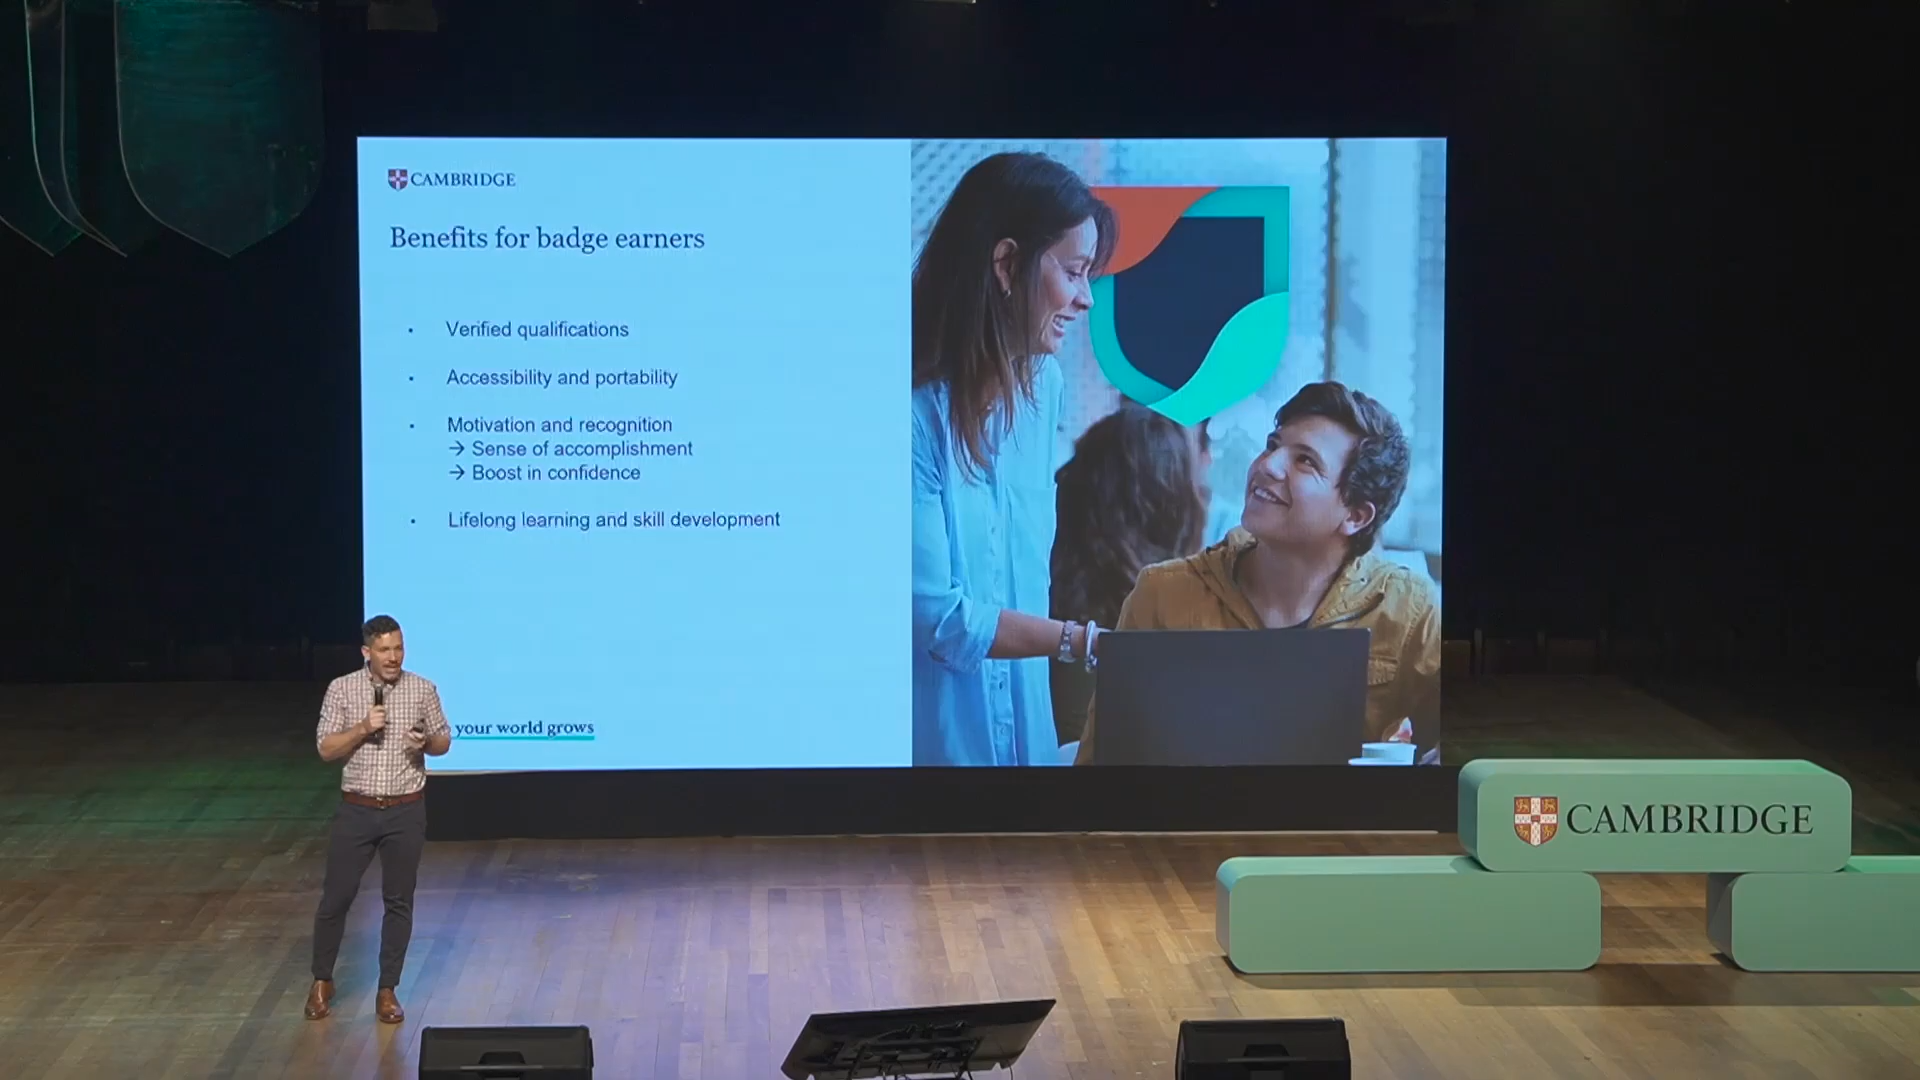 CAMBRIDGE
Benefits for badge earners
• Verified qualifications
• Accessibility and portability
• Motivation and recognition
→ Sense of accomplishment
→ Boost in confidence
• Lifelong learning and skill development
your world grows
CAMBRIDGE